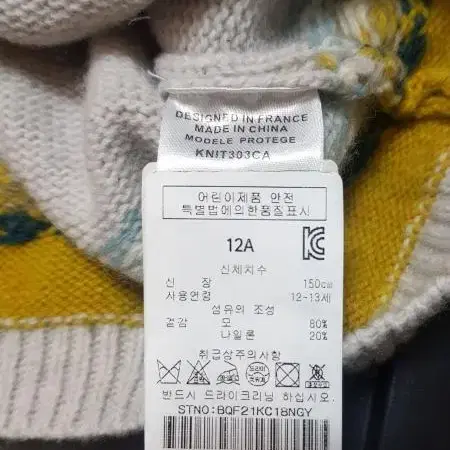 DESIGNED IN FRANCE
MADE IN CHINA
MODELE PROTEGE
KNIT303CA
어린이제품 안전
특별법에의한품질표시
12A
신체치수
신 장 150cm
사용연령 12-13세
섬유의 조성
겉감 모 80%
나일론 20%
취급상주의사항
반드시 드라이크리닝 하십시오.
STNO:BQF21KC18NGY